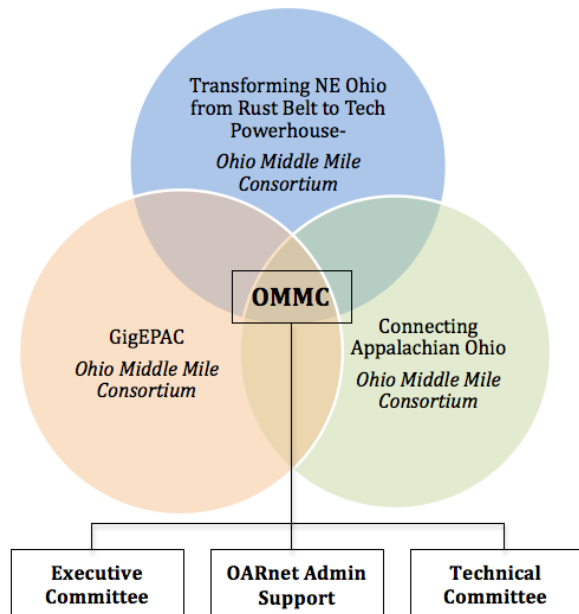 Transforming NE Ohio
from Rust Belt to Tech
Powerhouse-
Ohio Middle Mile
Consortium
OMMC
GigEPAC
Ohio Middle Mile
Consortium
Connecting
Appalachian Ohio
Ohio Middle Mile
Consortium
Executive
Committee
OARnet Admin
Support
Technical
Committee